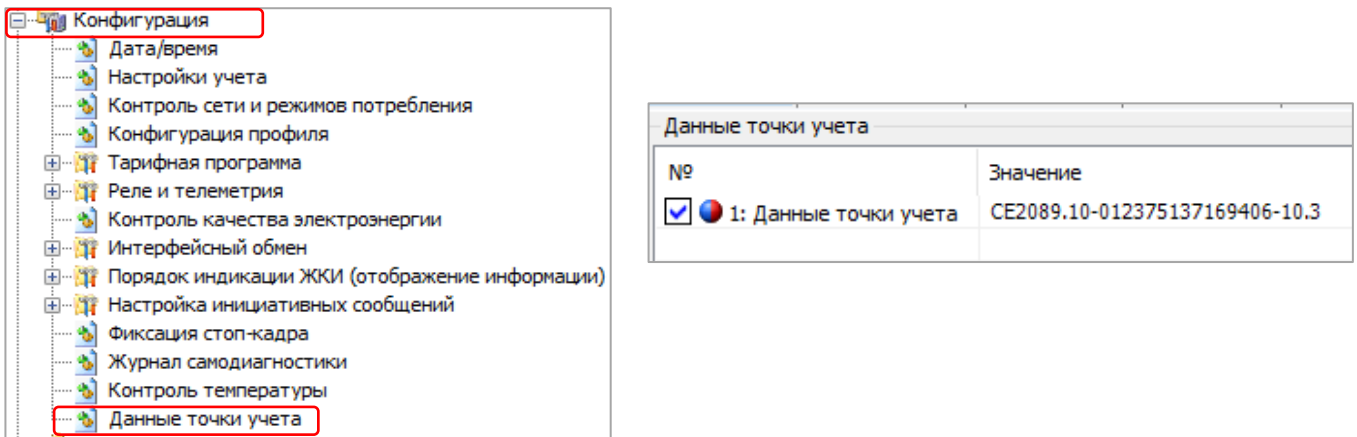 Конфигурация
Дата/время
Настройки учета
Контроль сети и режимов потребления
Конфигурация профиля
Тарифная программа
Реле и телеметрия
Контроль качества электроэнергии
Интерфейсный обмен
Порядок индикации ЖКИ (отображение информации)
Настройка инициативных сообщений
Фиксация стоп-кадра
Журнал самодиагностики
Контроль температуры
Данные точки учета
Данные точки учета
№ Значение
1: Данные точки учета CE2089.10-012375137169406-10.3